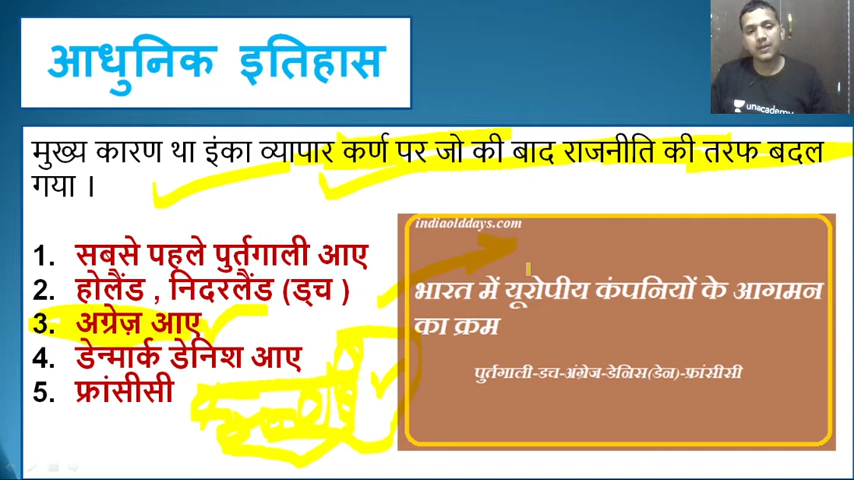 आधुनिक इतिहास
unacademy
मुख्य कारण था इंका व्यापार कर्ण पर जो की बाद राजनीति की तरफ बदल
गया ।
1. सबसे पहले पुर्तगाली आए
2. होलैंड , निदरलैंड (ड्च )
3. अग्रेज़ आए
4. डेन्मार्क डेनिश आए
5. फ्रांसीसी
indiaolddays.com
भारत में यूरोपीय कंपनियों के आगमन
का क्रम
पुर्तगाली-डच-अंग्रेज-डेनिस(डेन)-फ्रांसीसी